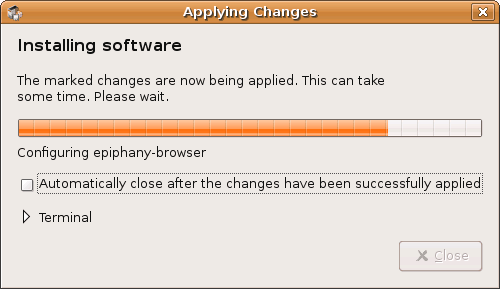 Applying Changes
Installing software
The marked changes are now being applied. This can take
some time. Please wait.
Configuring epiphany-browser
Automatically close after the changes have been successfully applied
Terminal
Close